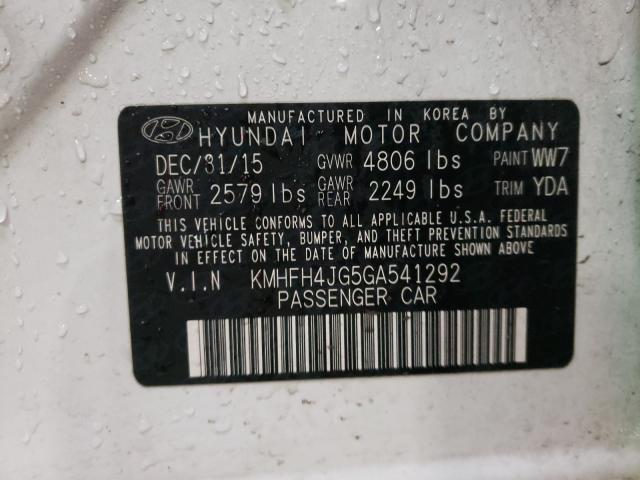 MANUFACTURED IN KOREA BY
HYUNDAI MOTOR COMPANY
DEC/31/15 GVWR 4806 lbs PAINT WW7
GAWR FRONT 2579 lbs GAWR REAR 2249 lbs TRIM YDA
THIS VEHICLE CONFORMS TO ALL APPLICABLE U.S.A. FEDERAL
MOTOR VEHICLE SAFETY, BUMPER, AND THEFT PREVENTION STANDARDS
IN EFFECT ON THE DATE OF MANUFACTURE SHOWN ABOVE.
V.I.N KMHFH4JG5GA541292
PASSENGER CAR